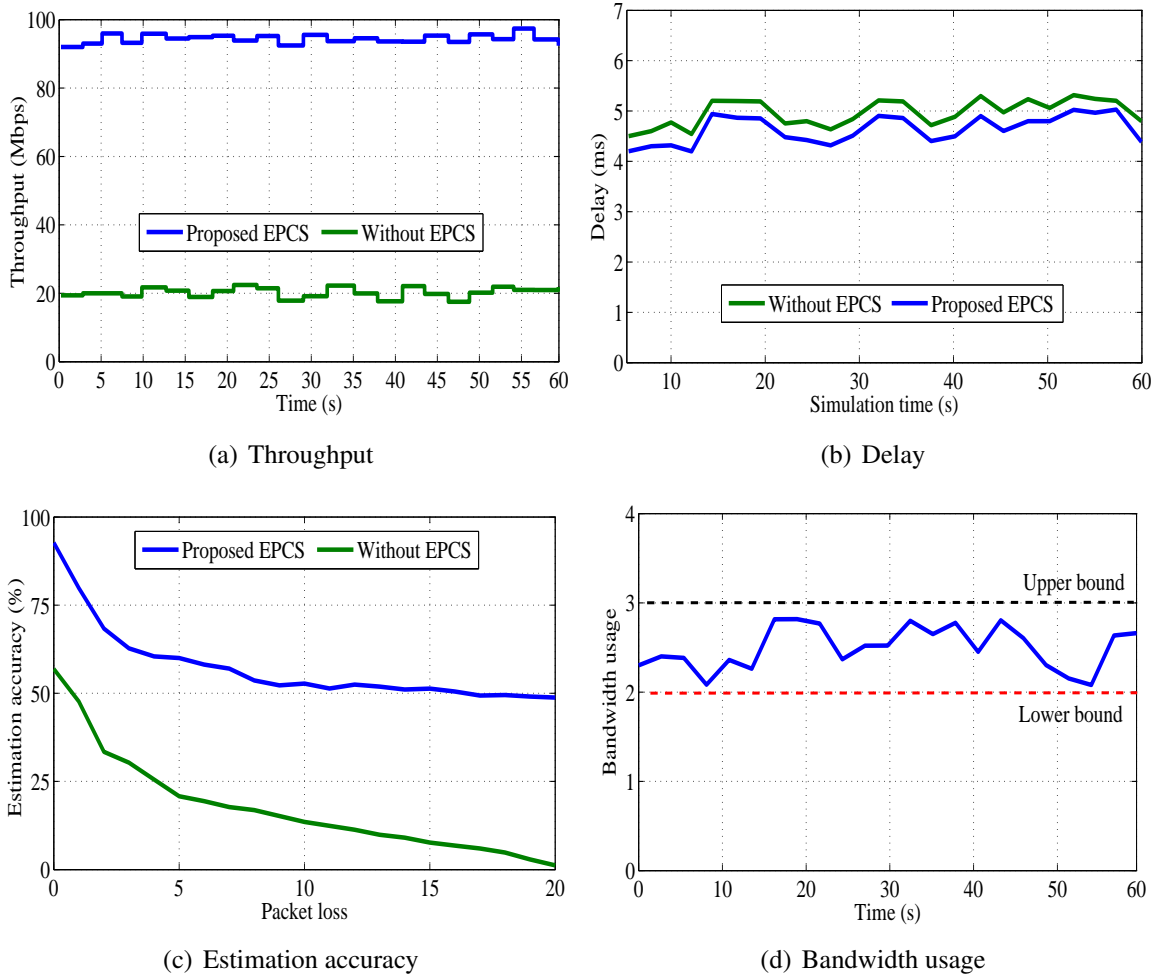 100
80
60
40
20
0
Throughput (Mbps)
Proposed EPCS
Without EPCS
0 5 10 15 20 25 30 35 40 45 50 55 60
Time (s)
(a) Throughput
7
6
5
4
3
2
1
0
Delay (ms)
Without EPCS
Proposed EPCS
10 20 30 40 50 60
Simulation time (s)
(b) Delay
100
75
50
25
0
Estimation accuracy (%)
Proposed EPCS
Without EPCS
0 5 10 15 20
Packet loss
(c) Estimation accuracy
4
3
2
1
0
Bandwidth usage
Upper bound
Lower bound
0 10 20 30 40 50 60
Time (s)
(d) Bandwidth usage